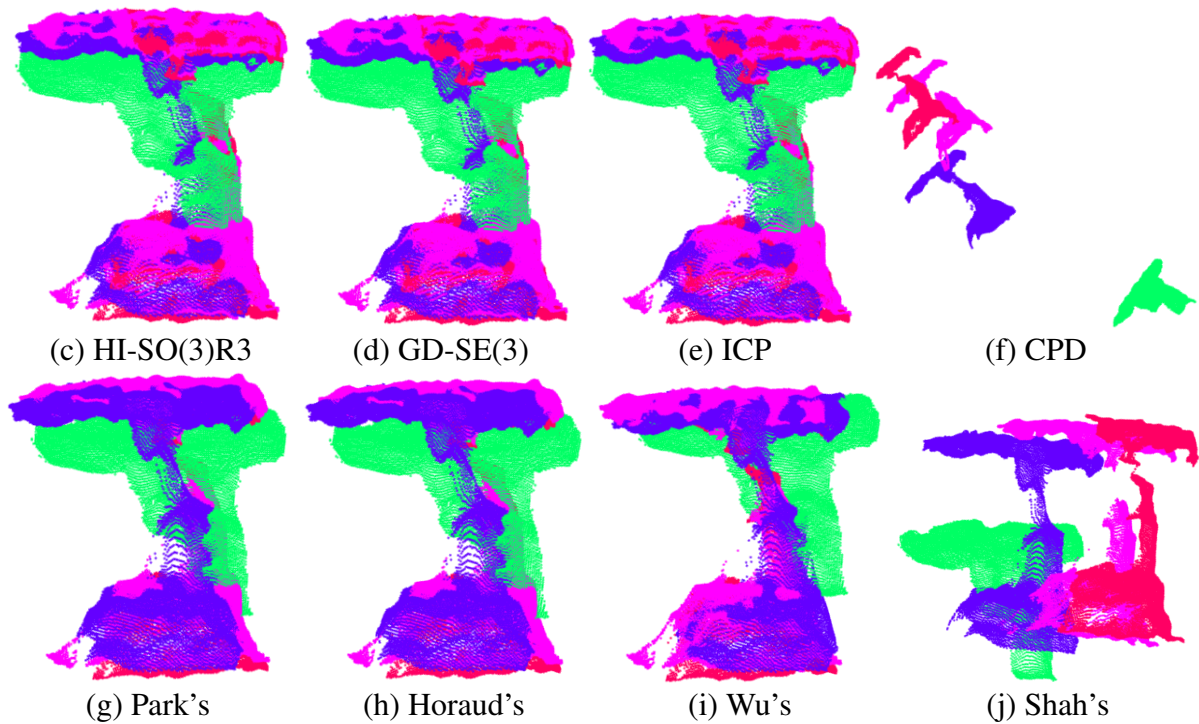 (c) HI-SO(3)R3 (d) GD-SE(3) (e) ICP (f) CPD
(g) Park's (h) Horaud's (i) Wu's (j) Shah's